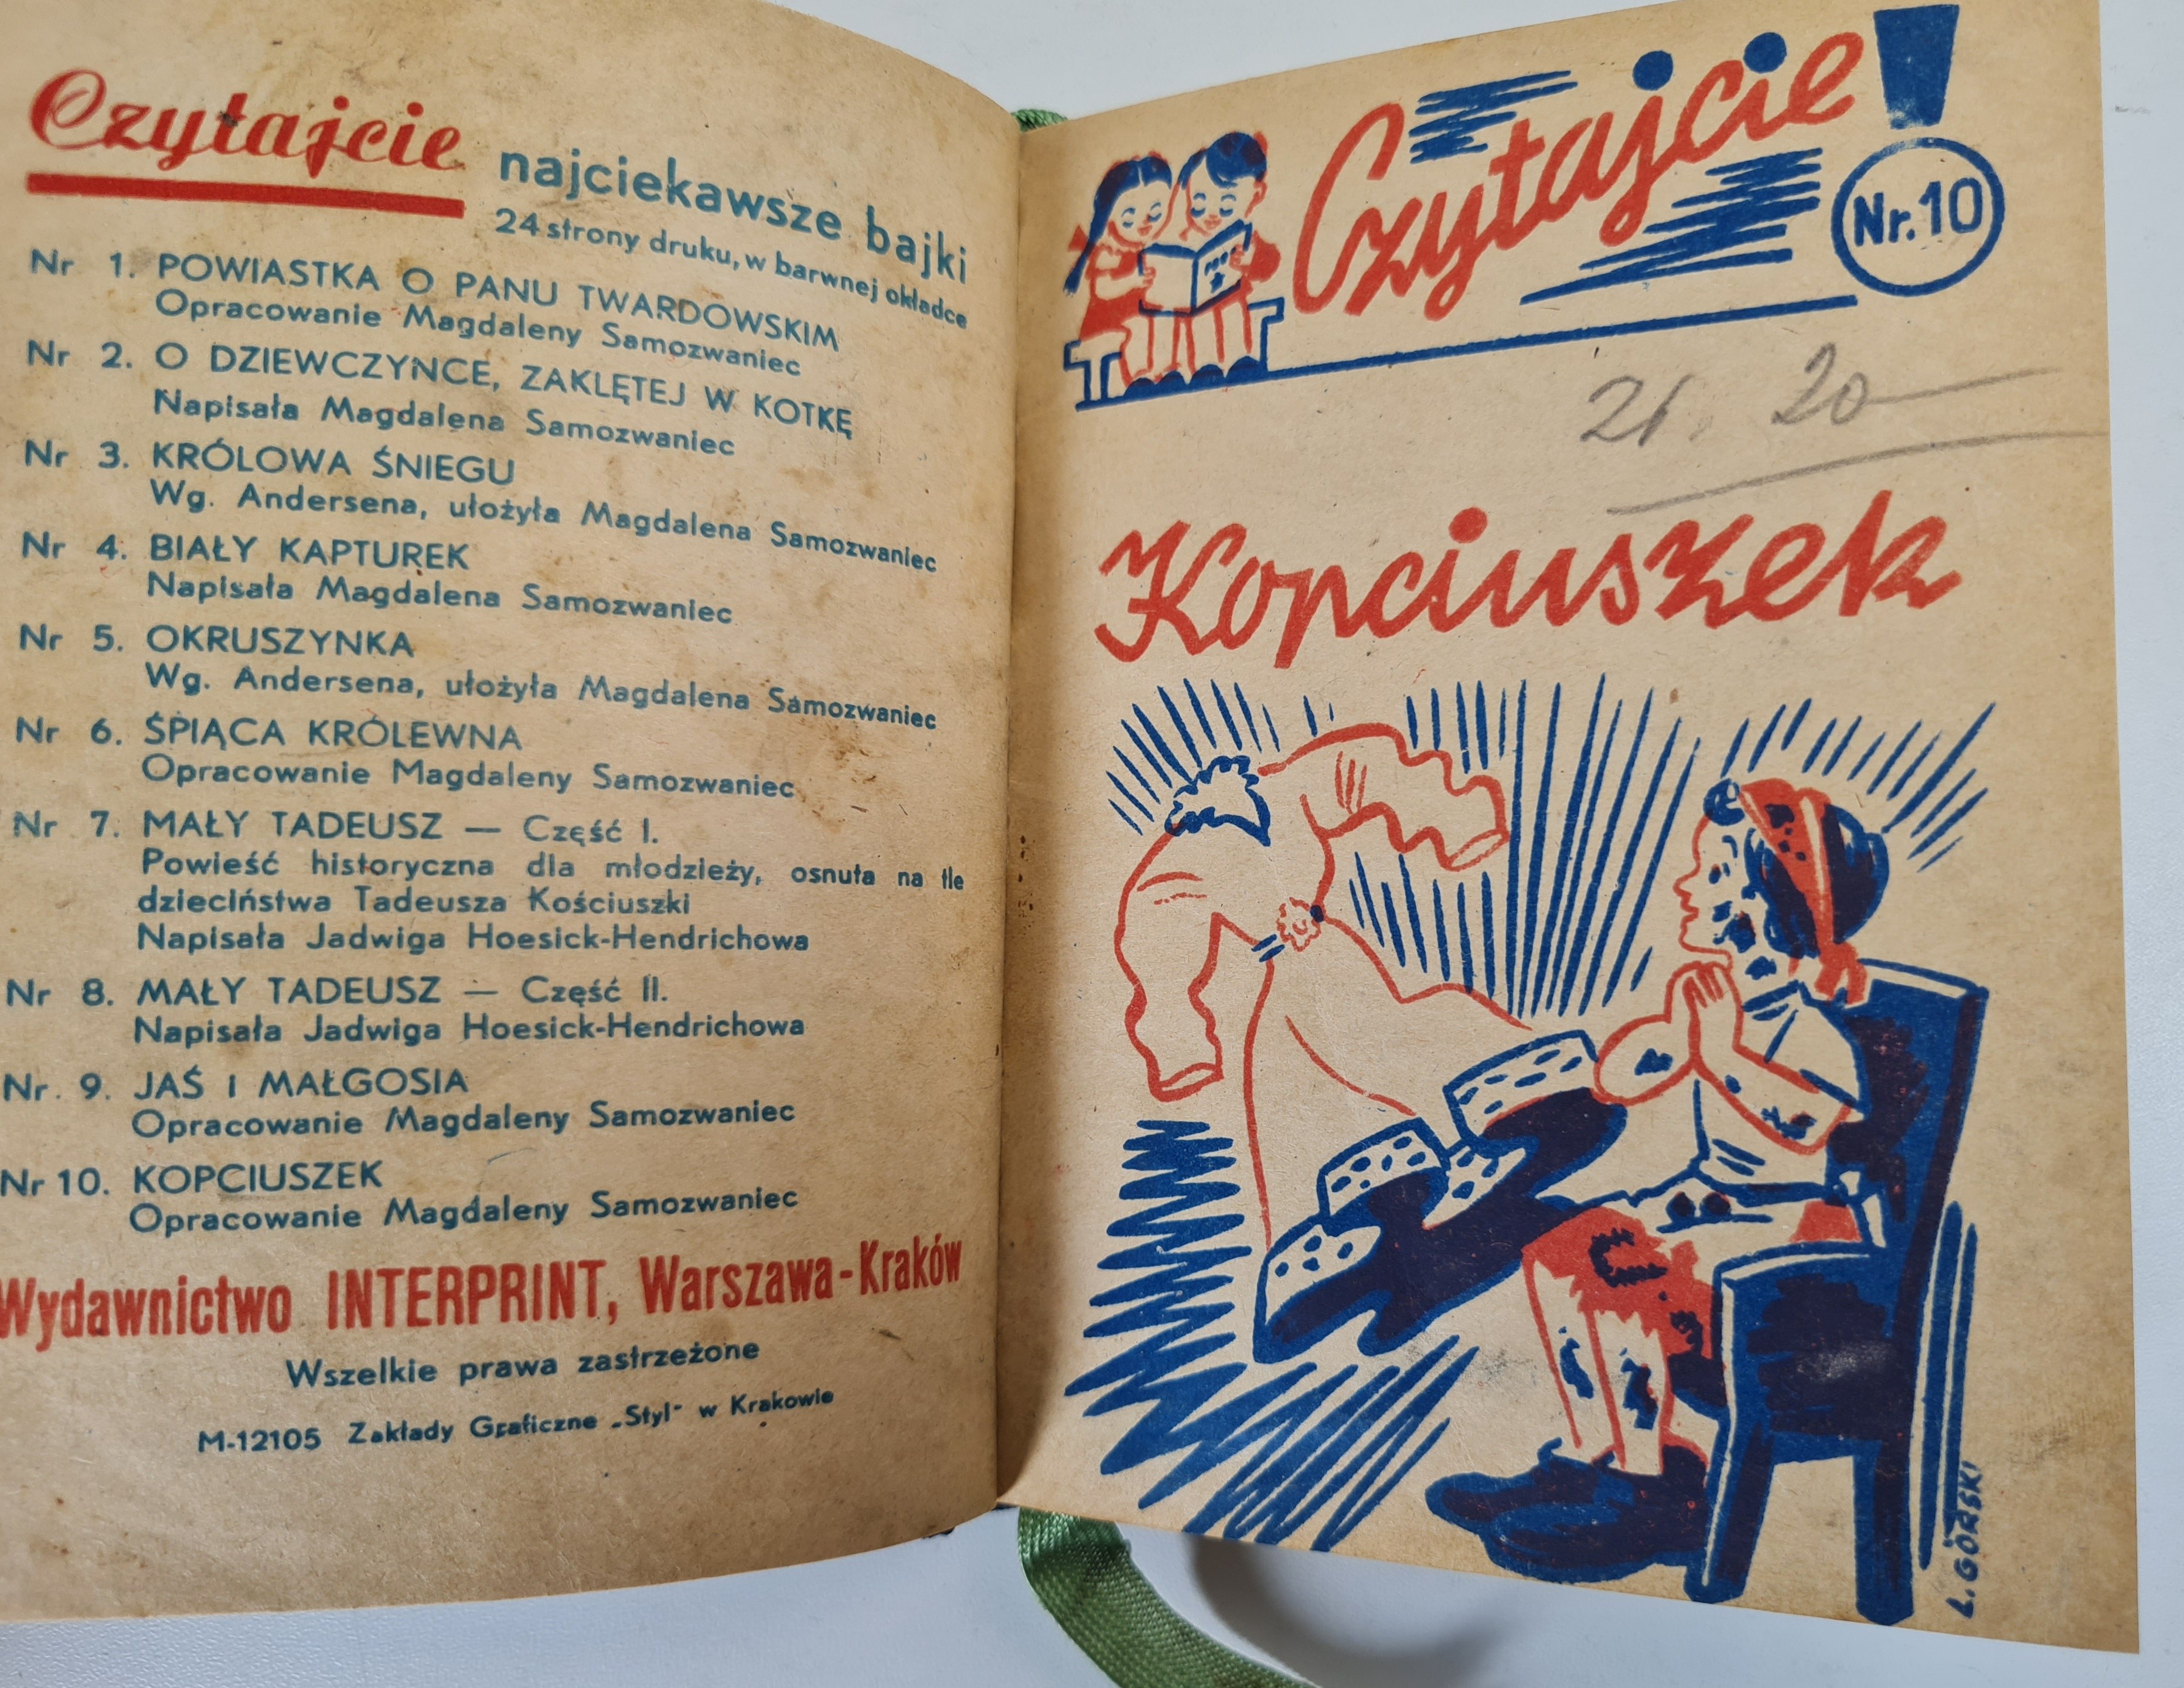 Czytajcie najciekawsze bajki
24 strony druku, w barwnej okładce
Nr 1. POWIASTKA O PANU TWARDOWSKIM
Opracowanie Magdaleny Samozwaniec
Nr 2. O DZIEWCZYNCE, ZAKLĘTEJ W KOTKĘ
Napisała Magdalena Samozwaniec
Nr 3. KRÓLOWA ŚNIEGU
Wg. Andersena, ułożyła Magdalena Samozwaniec
Nr 4. BIAŁY KAPTUREK
Napisała Magdalena Samozwaniec
Nr 5. OKRUSZYNKA
Wg. Andersena, ułożyła Magdalena Samozwaniec
Nr 6. ŚPIĄCA KRÓLEWNA
Opracowanie Magdaleny Samozwaniec
Nr 7. MAŁY TADEUSZ — Część I.
Powieść historyczna dla młodzieży, osnuta na tle
dzieciństwa Tadeusza Kościuszki
Napisała Jadwiga Hoesick-Hendrichowa
Nr 8. MAŁY TADEUSZ — Część II.
Napisała Jadwiga Hoesick-Hendrichowa
Nr. 9. JAŚ I MAŁGOSIA
Opracowanie Magdaleny Samozwaniec
Nr 10. KOPCIUSZEK
Opracowanie Magdaleny Samozwaniec
Wydawnictwo INTERPRINT, Warszawa-Kraków
Wszelkie prawa zastrzeżone
M-12105 Zakłady Graficzne „Styl" w Krakowie
Czytajcie!
Nr. 10
21. 20
Kopciuszek
L. GÓRSKI